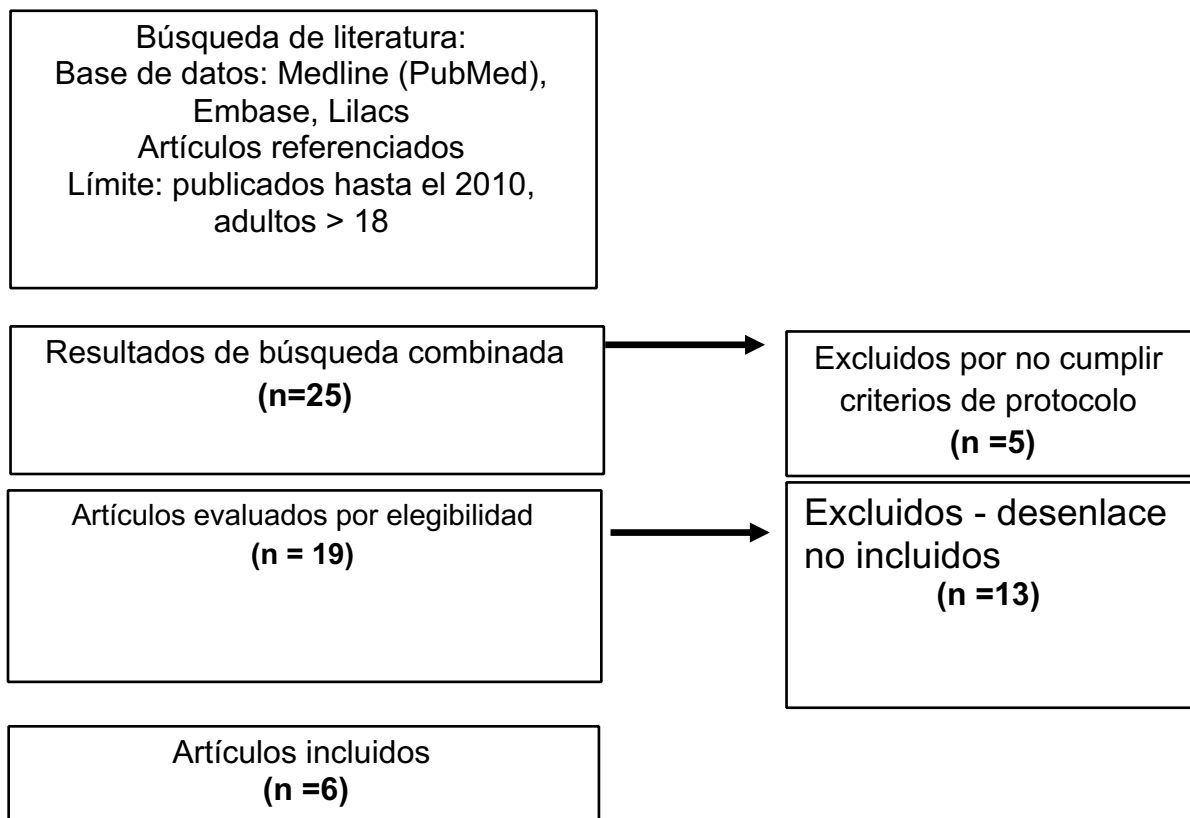 Búsqueda de literatura:
Base de datos: Medline (PubMed),
Embase, Lilacs
Artículos referenciados
Límite: publicados hasta el 2010,
adultos > 18
Resultados de búsqueda combinada
(n=25)
Excluidos por no cumplir
criterios de protocolo
(n =5)
Artículos evaluados por elegibilidad
(n = 19)
Excluidos - desenlace
no incluidos
(n =13)
Artículos incluidos
(n =6)